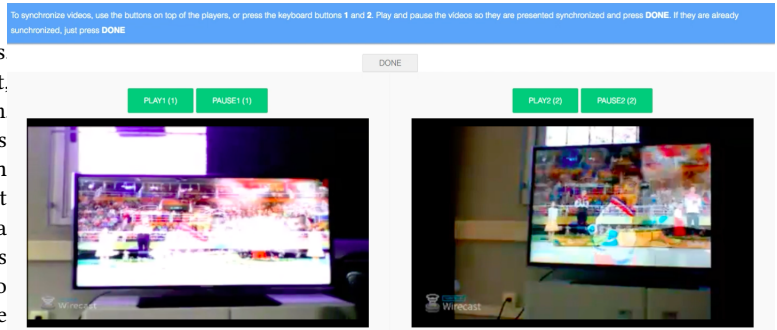 To synchronize videos, use the buttons on top of the players, or press the keyboard buttons 1 and 2. Play and pause the videos so they are presented synchronized and press DONE. If they are already
sunchronized, just press DONE
DONE
PLAY1 (1) PAUSE1 (1) PLAY2 (2) PAUSE2 (2)
Wirecast Wirecast